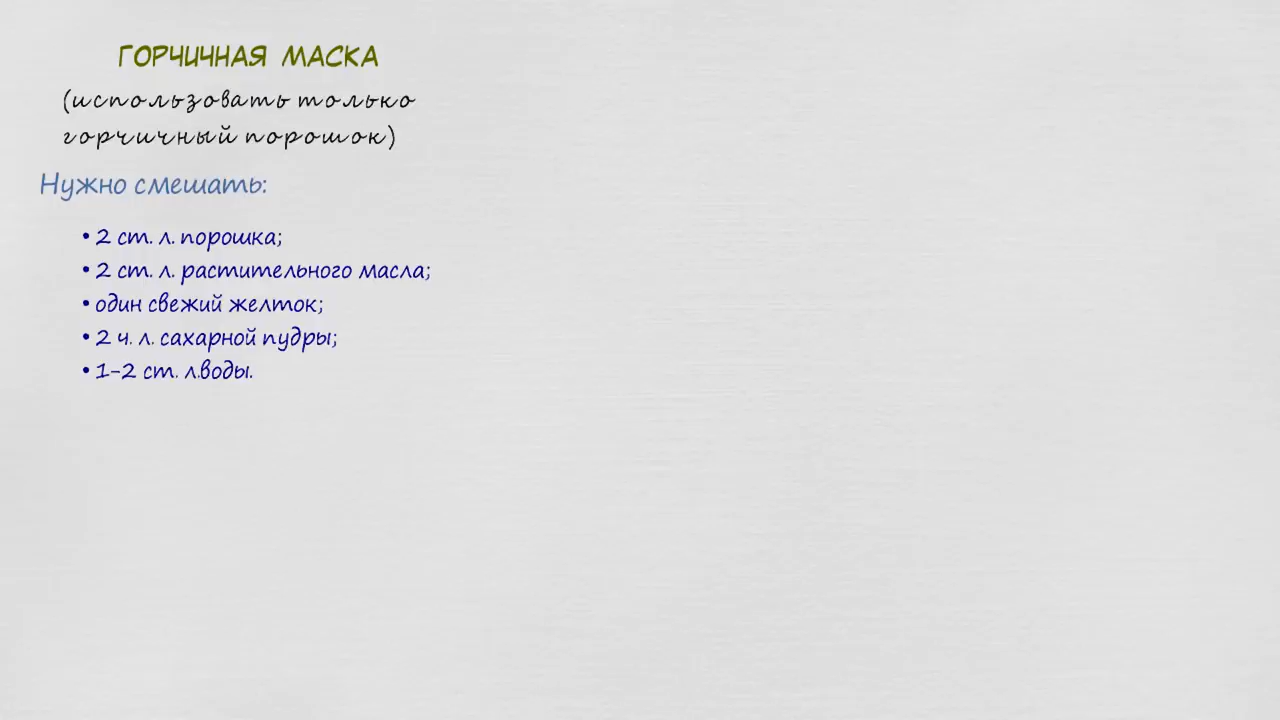 ГОРЧИЧНАЯ МАСКА
(использовать только
горчичный порошок)
Нужно смешать:
• 2 ст. л. порошка;
• 2 ст. л. растительного масла;
• один свежий желток;
• 2 ч. л. сахарной пудры;
• 1-2 ст. л.воды.